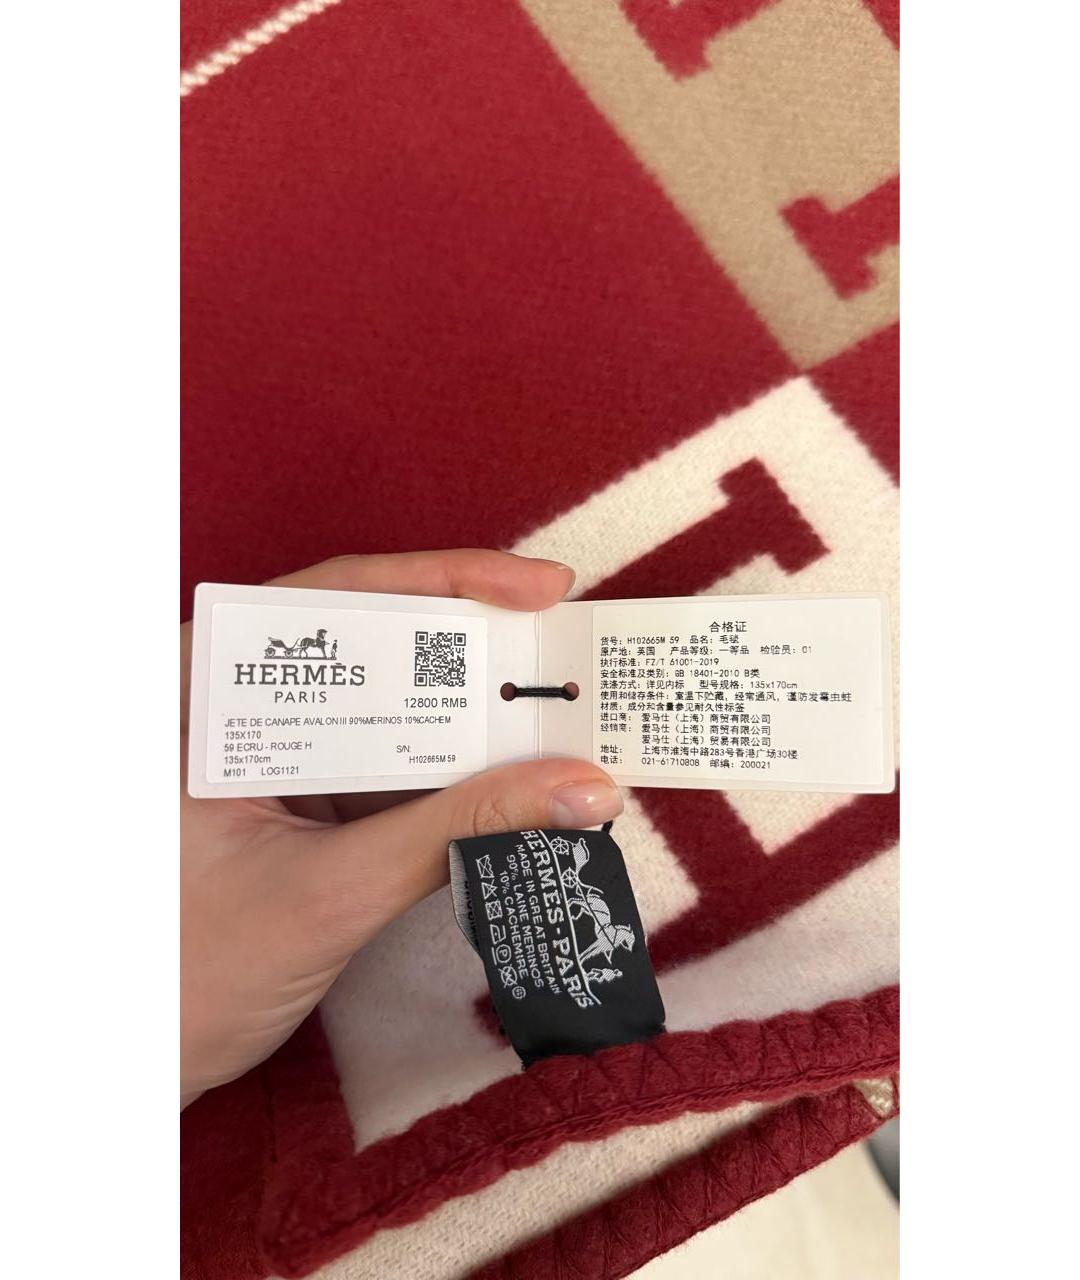 HERMÈS
PARIS
12800 RMB
JETE DE CANAPE AVALON III 90%MERINOS 10%CACHEM
135X170
59 ECRU - ROUGE H
S/N:
135x170cm
H102665M 59
M101 LOG1121
合格证
货号: H102665M 59 品名: 毛毯
原产地: 英国 产品等级: 一等品 检验员: 01
执行标准: FZ/T 61001-2019
安全标准及类别: GB 18401-2010 B类
洗涤方式: 详见内标 型号规格: 135x170cm
使用和储存条件: 室温下贮藏, 经常通风, 谨防发霉虫蛀
材质: 成分和含量参见耐久性标签
进口商: 爱马仕 (上海) 商贸有限公司
经销商: 爱马仕 (上海) 商贸有限公司
爱马仕 (上海) 贸易有限公司
地址: 上海市淮海中路283号香港广场30楼
电话: 021-61710808 邮编: 200021
HERMÈS-PARIS
MADE IN GREAT BRITAIN
90% LAINE MERINOS
10% CACHEMIRE